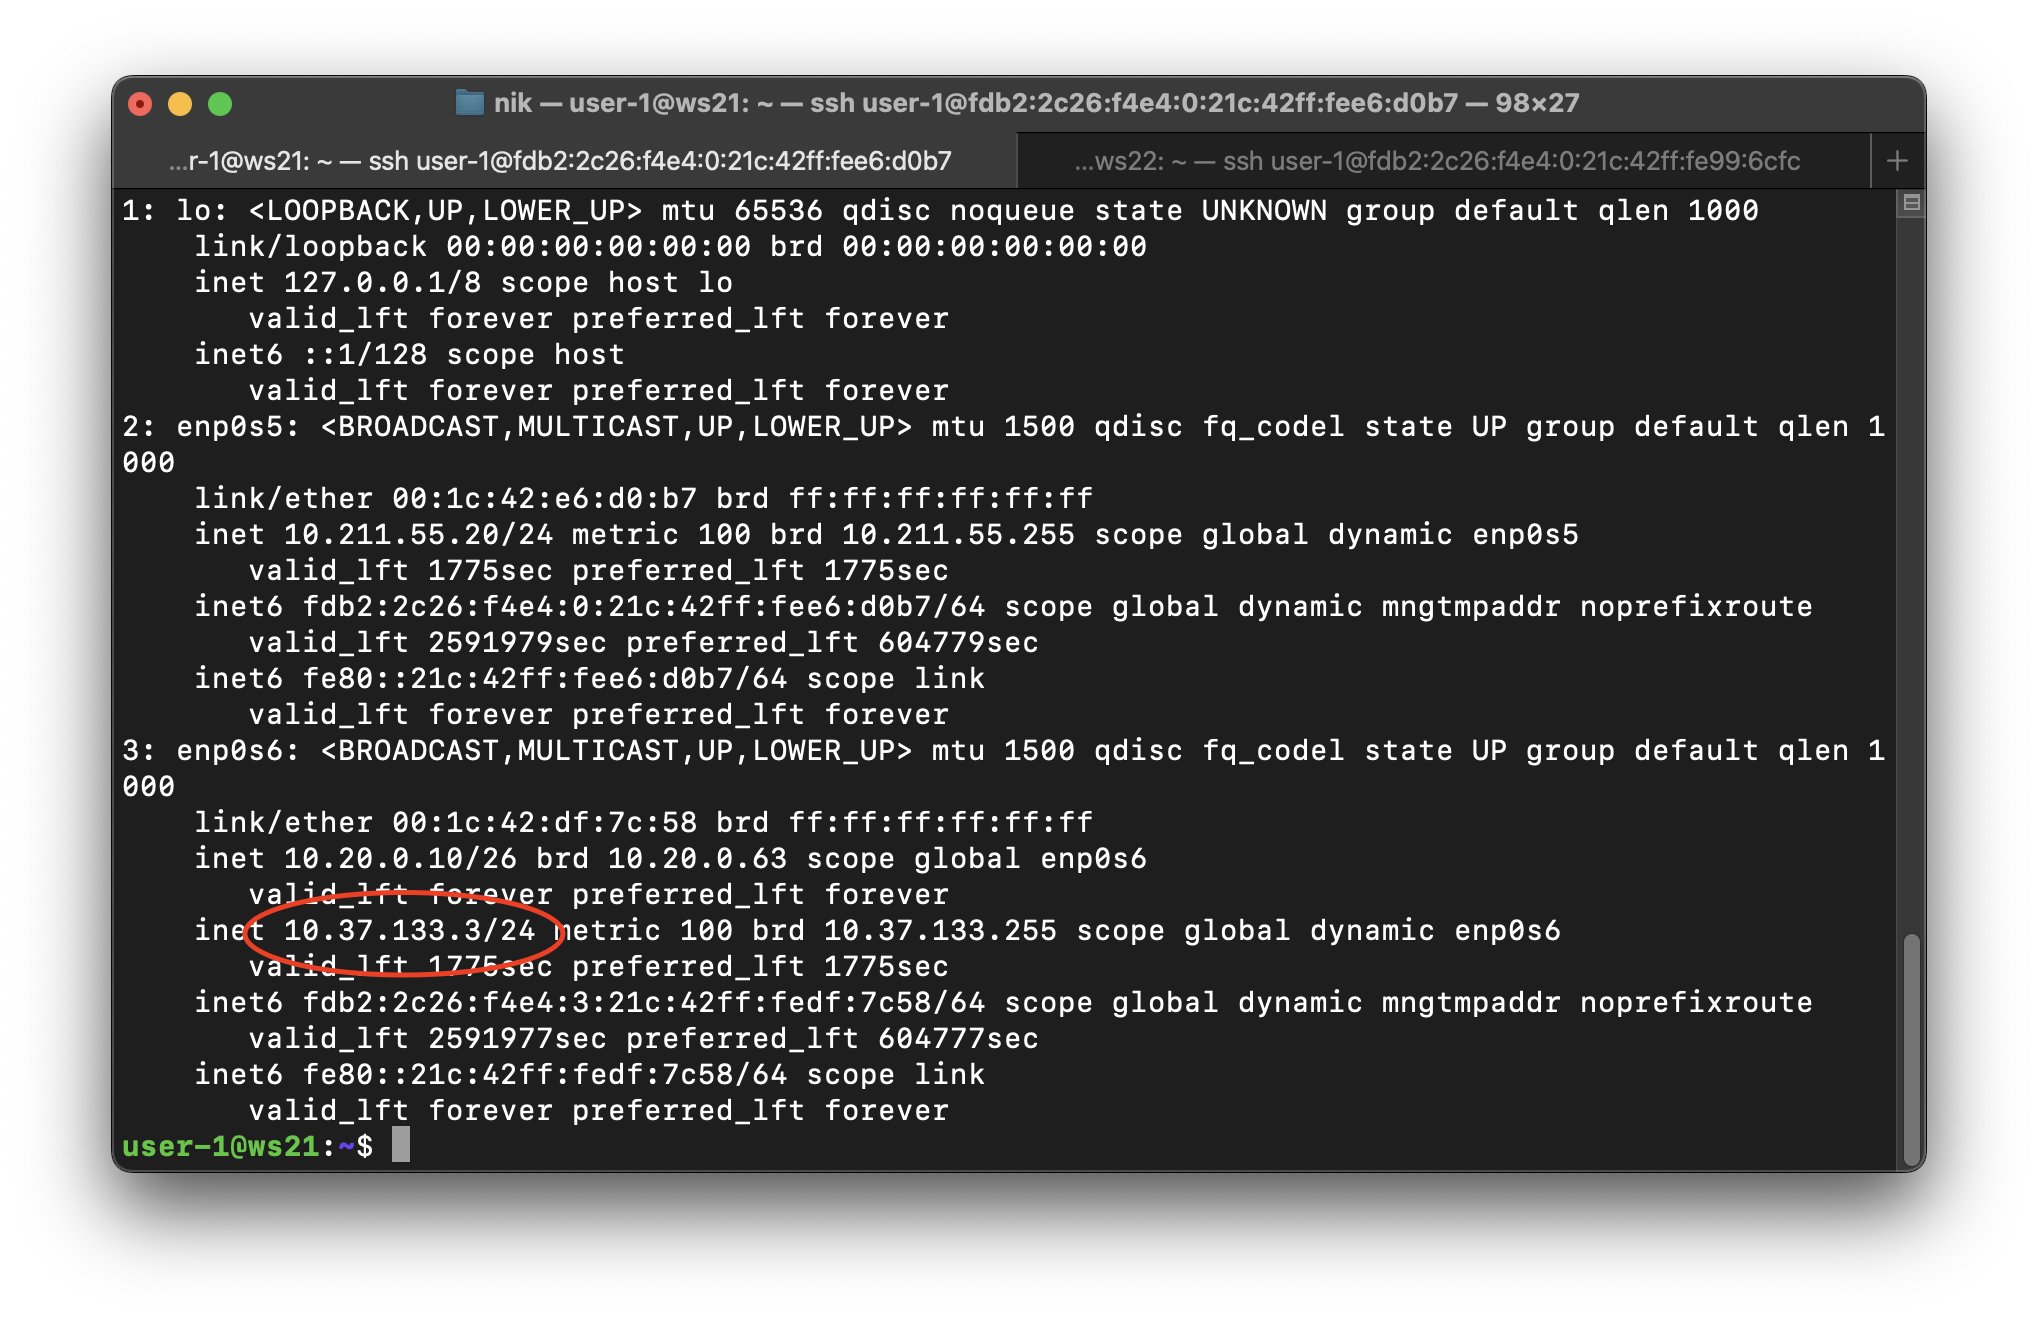 nik — user-1@ws21: ~ — ssh user-1@fdb2:2c26:f4e4:0:21c:42ff:fee6:d0b7 — 98×27
...r-1@ws21: ~ — ssh user-1@fdb2:2c26:f4e4:0:21c:42ff:fee6:d0b7
...ws22: ~ — ssh user-1@fdb2:2c26:f4e4:0:21c:42ff:fe99:6cfc
1: lo: <LOOPBACK,UP,LOWER_UP> mtu 65536 qdisc noqueue state UNKNOWN group default qlen 1000
    link/loopback 00:00:00:00:00:00 brd 00:00:00:00:00:00
    inet 127.0.0.1/8 scope host lo
       valid_lft forever preferred_lft forever
    inet6 ::1/128 scope host
       valid_lft forever preferred_lft forever
2: enp0s5: <BROADCAST,MULTICAST,UP,LOWER_UP> mtu 1500 qdisc fq_codel state UP group default qlen 1
000
    link/ether 00:1c:42:e6:d0:b7 brd ff:ff:ff:ff:ff:ff
    inet 10.211.55.20/24 metric 100 brd 10.211.55.255 scope global dynamic enp0s5
       valid_lft 1775sec preferred_lft 1775sec
    inet6 fdb2:2c26:f4e4:0:21c:42ff:fee6:d0b7/64 scope global dynamic mngtmpaddr noprefixroute
       valid_lft 2591979sec preferred_lft 604779sec
    inet6 fe80::21c:42ff:fee6:d0b7/64 scope link
       valid_lft forever preferred_lft forever
3: enp0s6: <BROADCAST,MULTICAST,UP,LOWER_UP> mtu 1500 qdisc fq_codel state UP group default qlen 1
000
    link/ether 00:1c:42:df:7c:58 brd ff:ff:ff:ff:ff:ff
    inet 10.20.0.10/26 brd 10.20.0.63 scope global enp0s6
       valid_lft forever preferred_lft forever
    inet 10.37.133.3/24 metric 100 brd 10.37.133.255 scope global dynamic enp0s6
       valid_lft 1775sec preferred_lft 1775sec
    inet6 fdb2:2c26:f4e4:3:21c:42ff:fedf:7c58/64 scope global dynamic mngtmpaddr noprefixroute
       valid_lft 2591977sec preferred_lft 604777sec
    inet6 fe80::21c:42ff:fedf:7c58/64 scope link
       valid_lft forever preferred_lft forever
user-1@ws21:~$